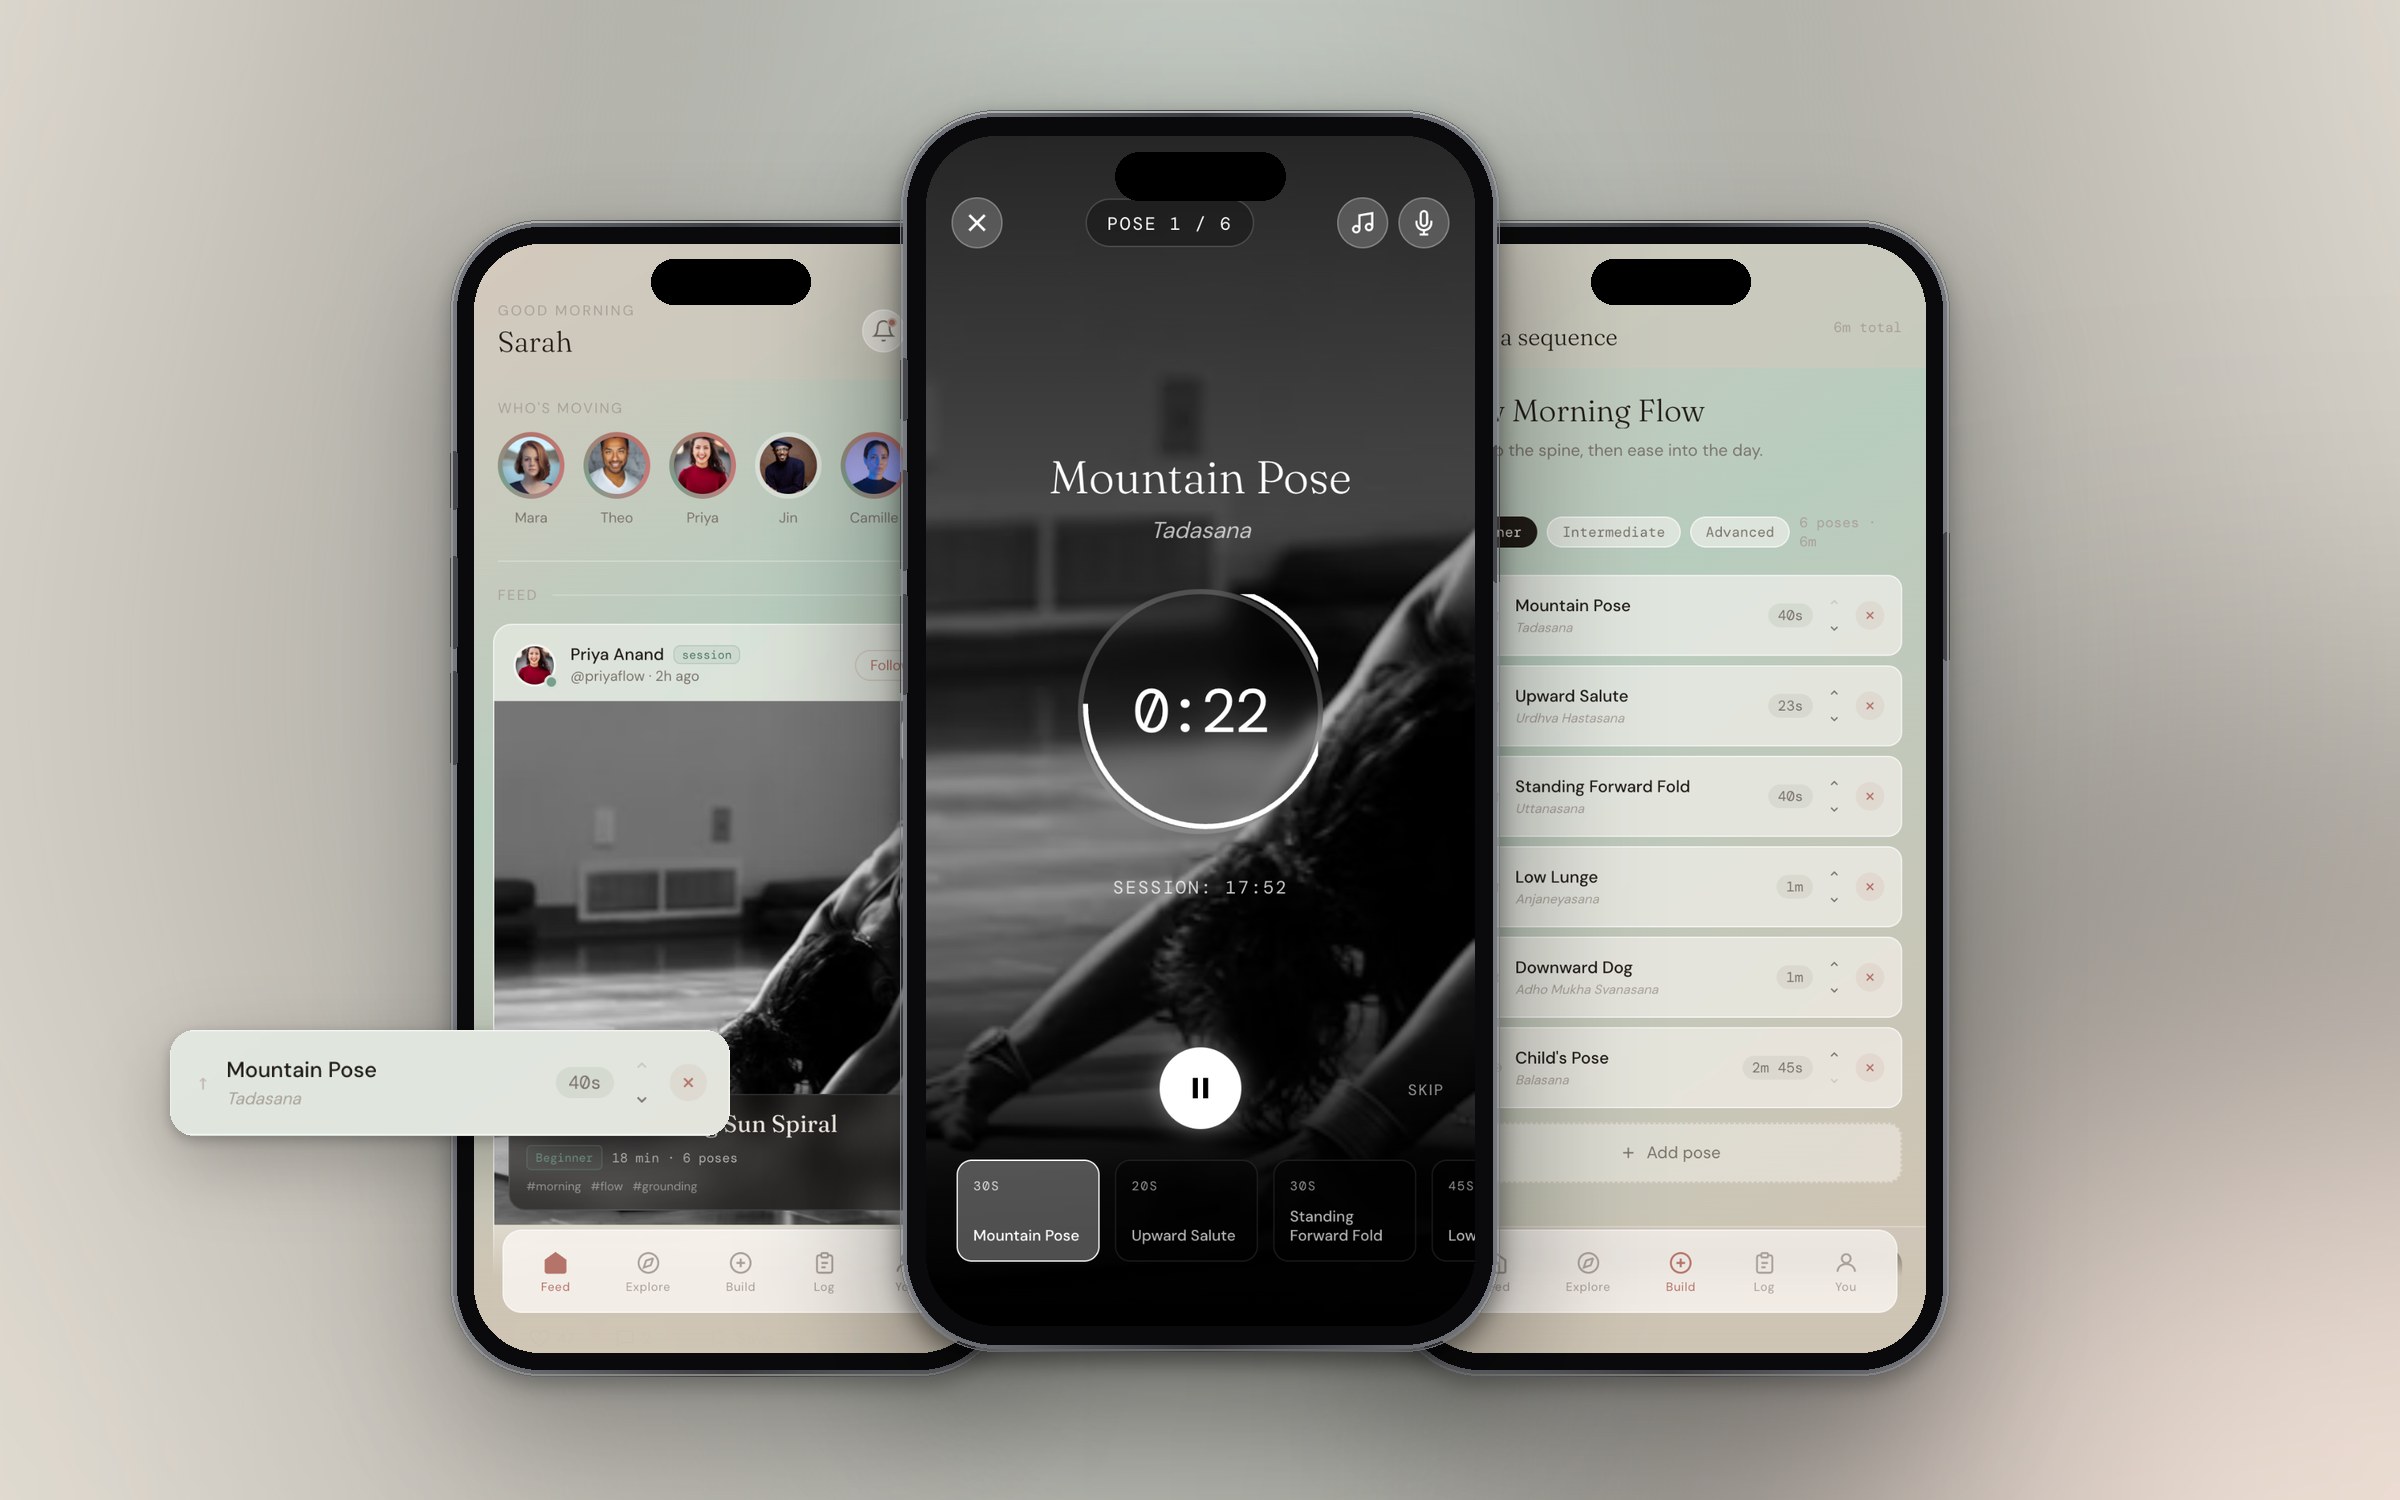 GOOD MORNING
Sarah
WHO'S MOVING
Mara
Theo
Priya
Jin
Camille
FEED
Priya Anand
session
@priyaflow · 2h ago
Sun Spiral
Beginner
18 min · 6 poses
#morning #flow #grounding
Feed
Explore
Build
Log
Mountain Pose
Tadasana
40s
POSE 1 / 6
Mountain Pose
Tadasana
0:22
SESSION: 17:52
SKIP
30S
Mountain Pose
20S
Upward Salute
30S
Standing
Forward Fold
45S
Low
a sequence
6m total
Morning Flow
the spine, then ease into the day.
Intermediate
Advanced
6 poses ·
6m
Mountain Pose
Tadasana
40s
Upward Salute
Urdhva Hastasana
23s
Standing Forward Fold
Uttanasana
40s
Low Lunge
Anjaneyasana
1m
Downward Dog
Adho Mukha Svanasana
1m
Child's Pose
Balasana
2m 45s
+ Add pose
Explore
Build
Log
You